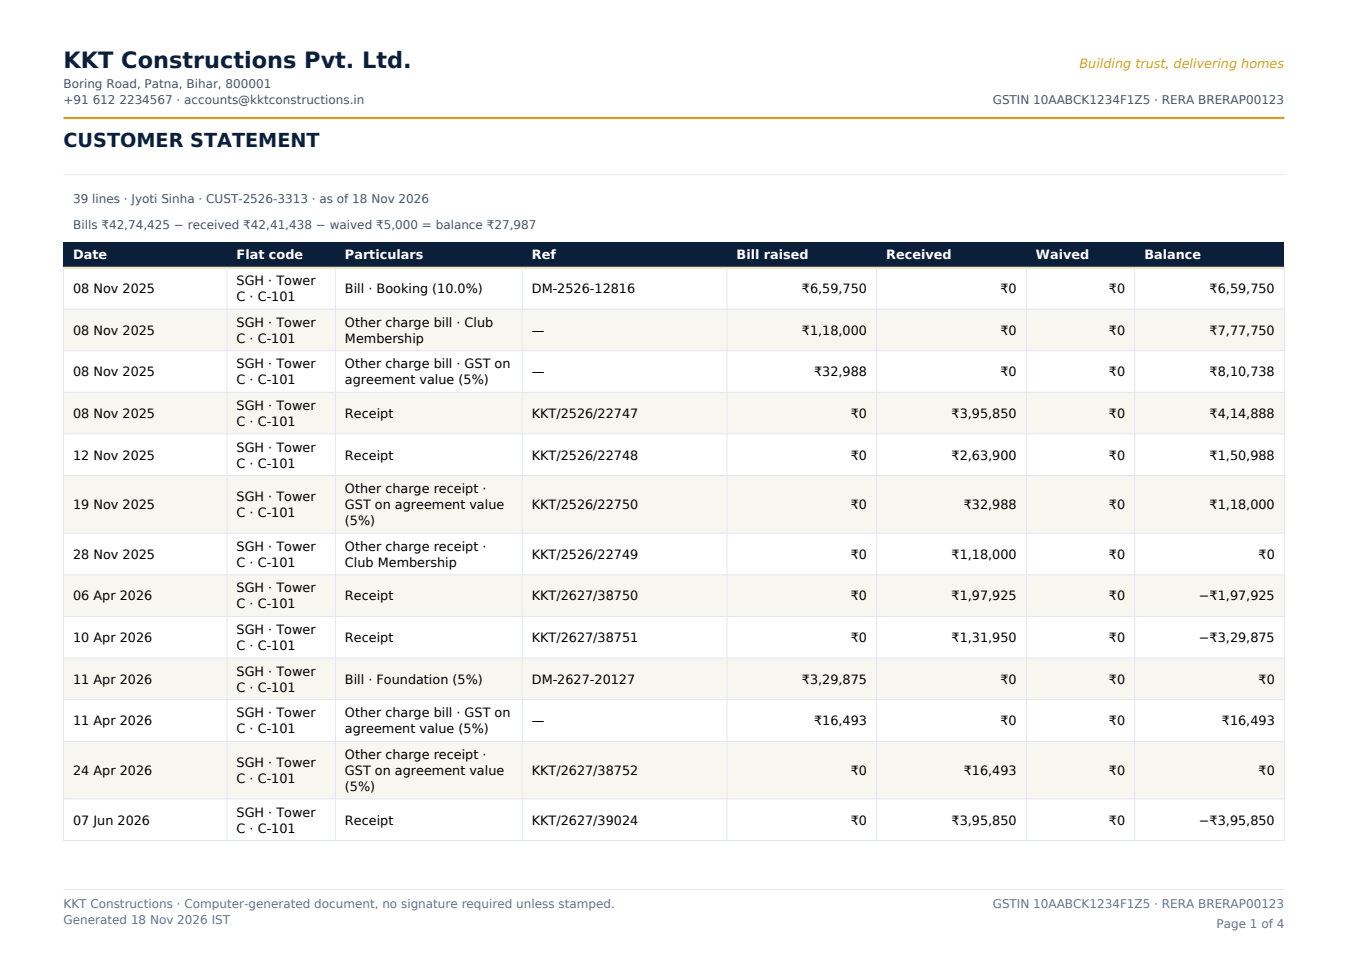 KKT Constructions Pvt. Ltd.
Building trust, delivering homes
Boring Road, Patna, Bihar, 800001
+91 612 2234567 · accounts@kktconstructions.in
GSTIN 10AABCK1234F1Z5 · RERA BRERAP00123
CUSTOMER STATEMENT
39 lines · Jyoti Sinha · CUST-2526-3313 · as of 18 Nov 2026
Bills ₹42,74,425 − received ₹42,41,438 − waived ₹5,000 = balance ₹27,987
Date Flat code Particulars Ref Bill raised Received Waived Balance
08 Nov 2025 SGH · Tower C · C-101 Bill · Booking (10.0%) DM-2526-12816 ₹6,59,750 ₹0 ₹0 ₹6,59,750
08 Nov 2025 SGH · Tower C · C-101 Other charge bill · Club Membership — ₹1,18,000 ₹0 ₹0 ₹7,77,750
08 Nov 2025 SGH · Tower C · C-101 Other charge bill · GST on agreement value (5%) — ₹32,988 ₹0 ₹0 ₹8,10,738
08 Nov 2025 SGH · Tower C · C-101 Receipt KKT/2526/22747 ₹0 ₹3,95,850 ₹0 ₹4,14,888
12 Nov 2025 SGH · Tower C · C-101 Receipt KKT/2526/22748 ₹0 ₹2,63,900 ₹0 ₹1,50,988
19 Nov 2025 SGH · Tower C · C-101 Other charge receipt · GST on agreement value (5%) KKT/2526/22750 ₹0 ₹32,988 ₹0 ₹1,18,000
28 Nov 2025 SGH · Tower C · C-101 Other charge receipt · Club Membership KKT/2526/22749 ₹0 ₹1,18,000 ₹0 ₹0
06 Apr 2026 SGH · Tower C · C-101 Receipt KKT/2627/38750 ₹0 ₹1,97,925 ₹0 −₹1,97,925
10 Apr 2026 SGH · Tower C · C-101 Receipt KKT/2627/38751 ₹0 ₹1,31,950 ₹0 −₹3,29,875
11 Apr 2026 SGH · Tower C · C-101 Bill · Foundation (5%) DM-2627-20127 ₹3,29,875 ₹0 ₹0 ₹0
11 Apr 2026 SGH · Tower C · C-101 Other charge bill · GST on agreement value (5%) — ₹16,493 ₹0 ₹0 ₹16,493
24 Apr 2026 SGH · Tower C · C-101 Other charge receipt · GST on agreement value (5%) KKT/2627/38752 ₹0 ₹16,493 ₹0 ₹0
07 Jun 2026 SGH · Tower C · C-101 Receipt KKT/2627/39024 ₹0 ₹3,95,850 ₹0 −₹3,95,850
KKT Constructions · Computer-generated document, no signature required unless stamped.
GSTIN 10AABCK1234F1Z5 · RERA BRERAP00123
Generated 18 Nov 2026 IST
Page 1 of 4